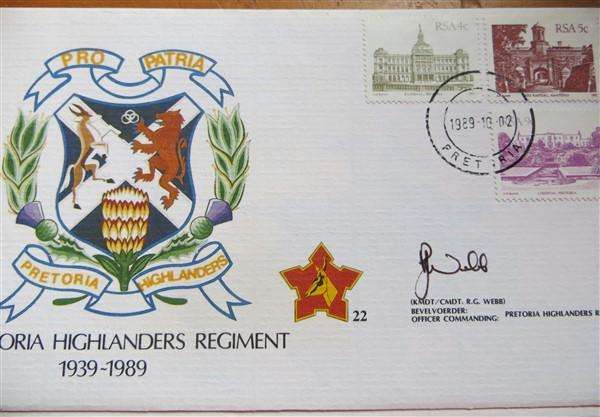 PRO PATRIA
RSA 4c
RSA 5c
1989-10-02
PRETORIA
PRETORIA HIGHLANDERS
22
(KMDT/CMDT. R.G. WEBB)
BEVELVOERDER:
OFFICER COMMANDING: PRETORIA HIGHLANDERS R
ORIA HIGHLANDERS REGIMENT
1939-1989